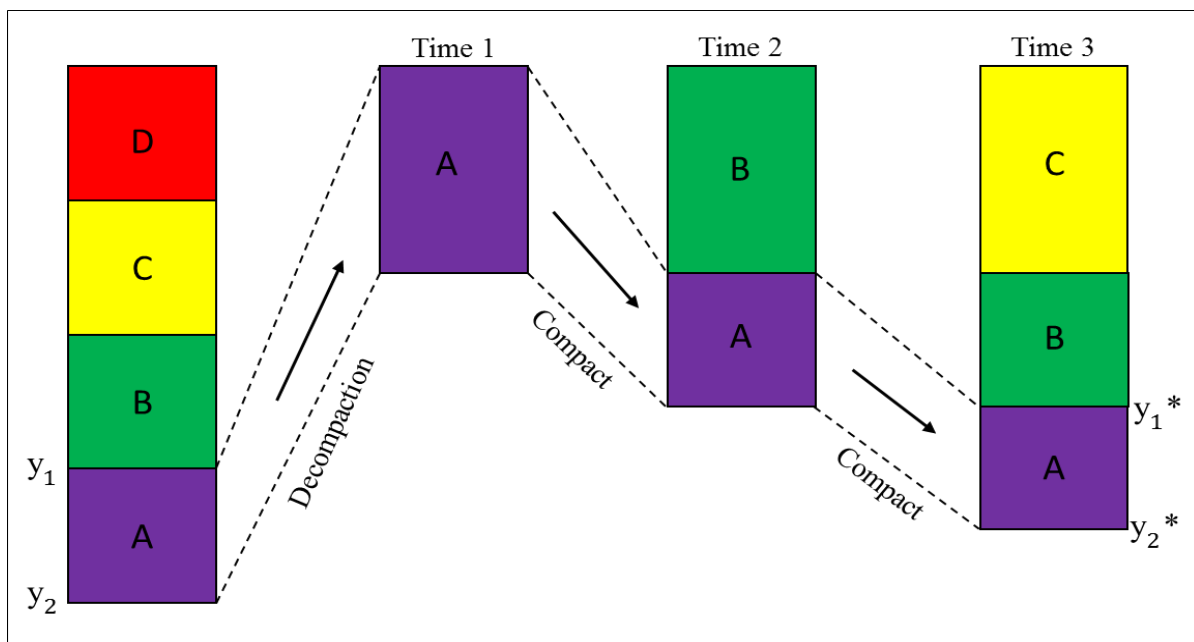 Time 1
Time 2
Time 3
D
C
B
A
y₁
y₂
Decompaction
A
Compact
B
A
Compact
C
B
A
y₁*
y₂*